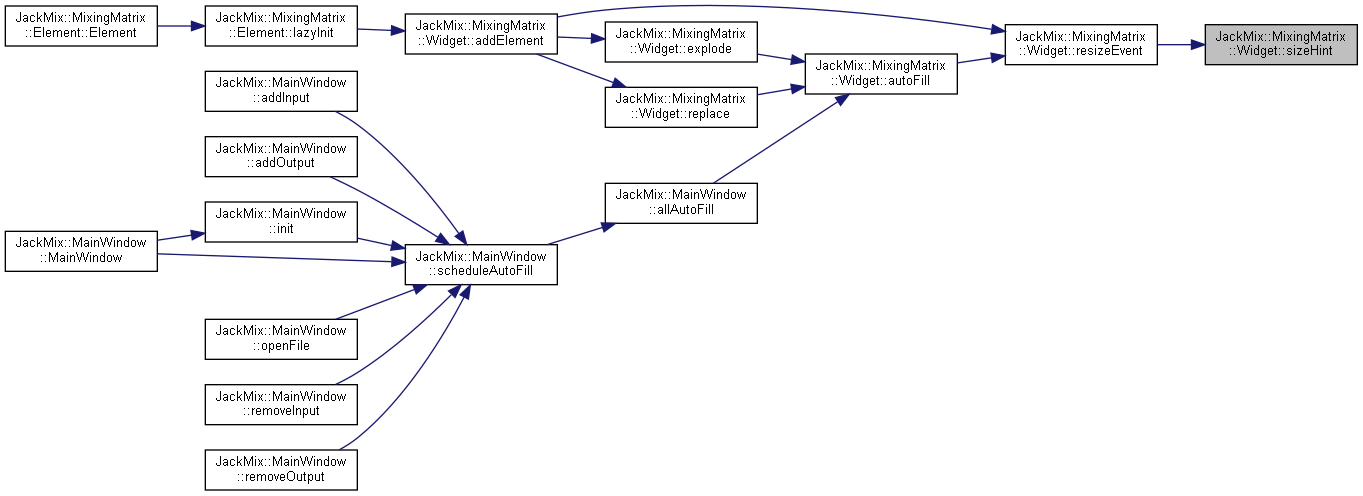 JackMix::MixingMatrix
::Element::Element
JackMix::MixingMatrix
::Element::lazyInit
JackMix::MixingMatrix
::Widget::addElement
JackMix::MixingMatrix
::Widget::explode
JackMix::MixingMatrix
::Widget::replace
JackMix::MixingMatrix
::Widget::autoFill
JackMix::MixingMatrix
::Widget::resizeEvent
JackMix::MixingMatrix
::Widget::sizeHint
JackMix::MainWindow
::addInput
JackMix::MainWindow
::addOutput
JackMix::MainWindow
::init
JackMix::MainWindow
::MainWindow
JackMix::MainWindow
::scheduleAutoFill
JackMix::MainWindow
::allAutoFill
JackMix::MainWindow
::openFile
JackMix::MainWindow
::removeInput
JackMix::MainWindow
::removeOutput